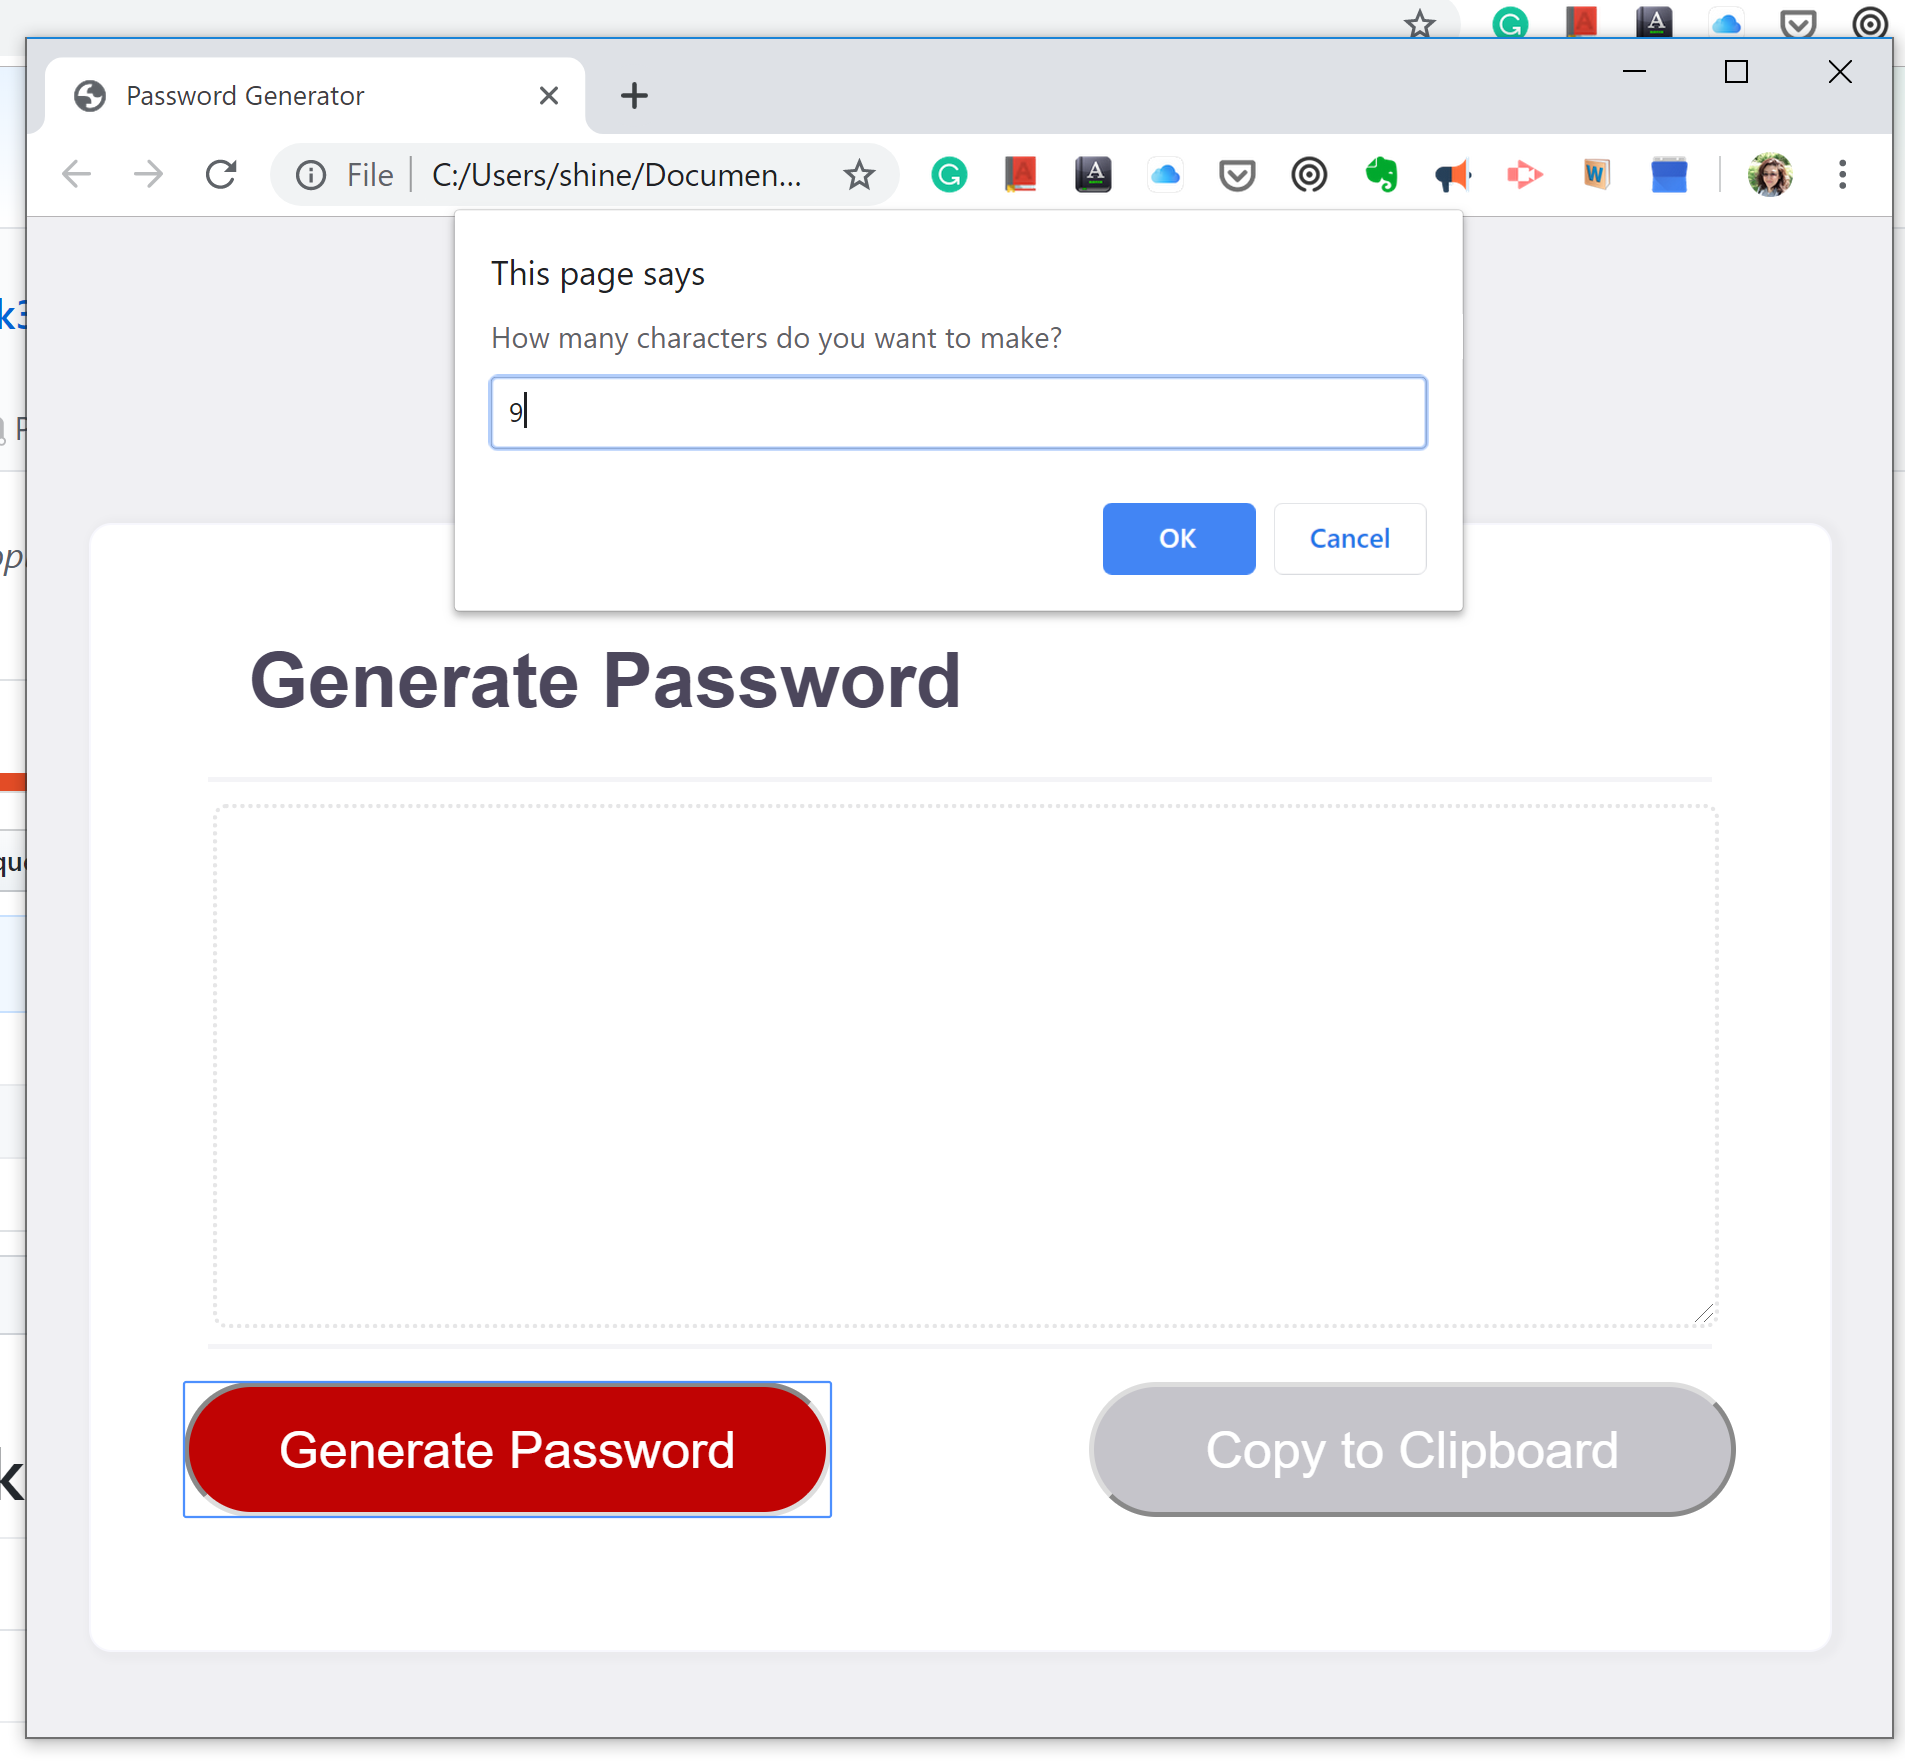 Password Generator
File
C:/Users/shine/Documen...
This page says
How many characters do you want to make?
9
OK
Cancel
Generate Password
Generate Password
Copy to Clipboard